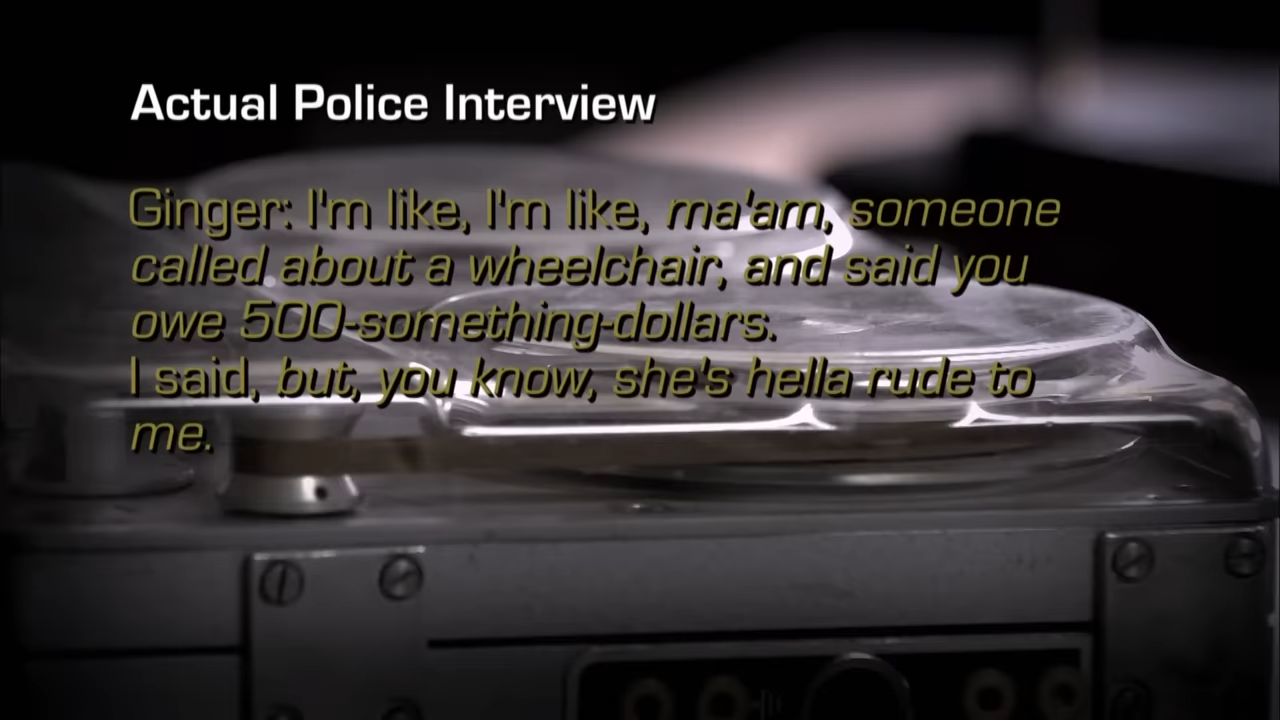 Actual Police Interview
Ginger: I'm like, I'm like, ma'am, someone
called about a wheelchair, and said you
owe 500-something-dollars.
I said, but, you know, she's hella rude to
me.